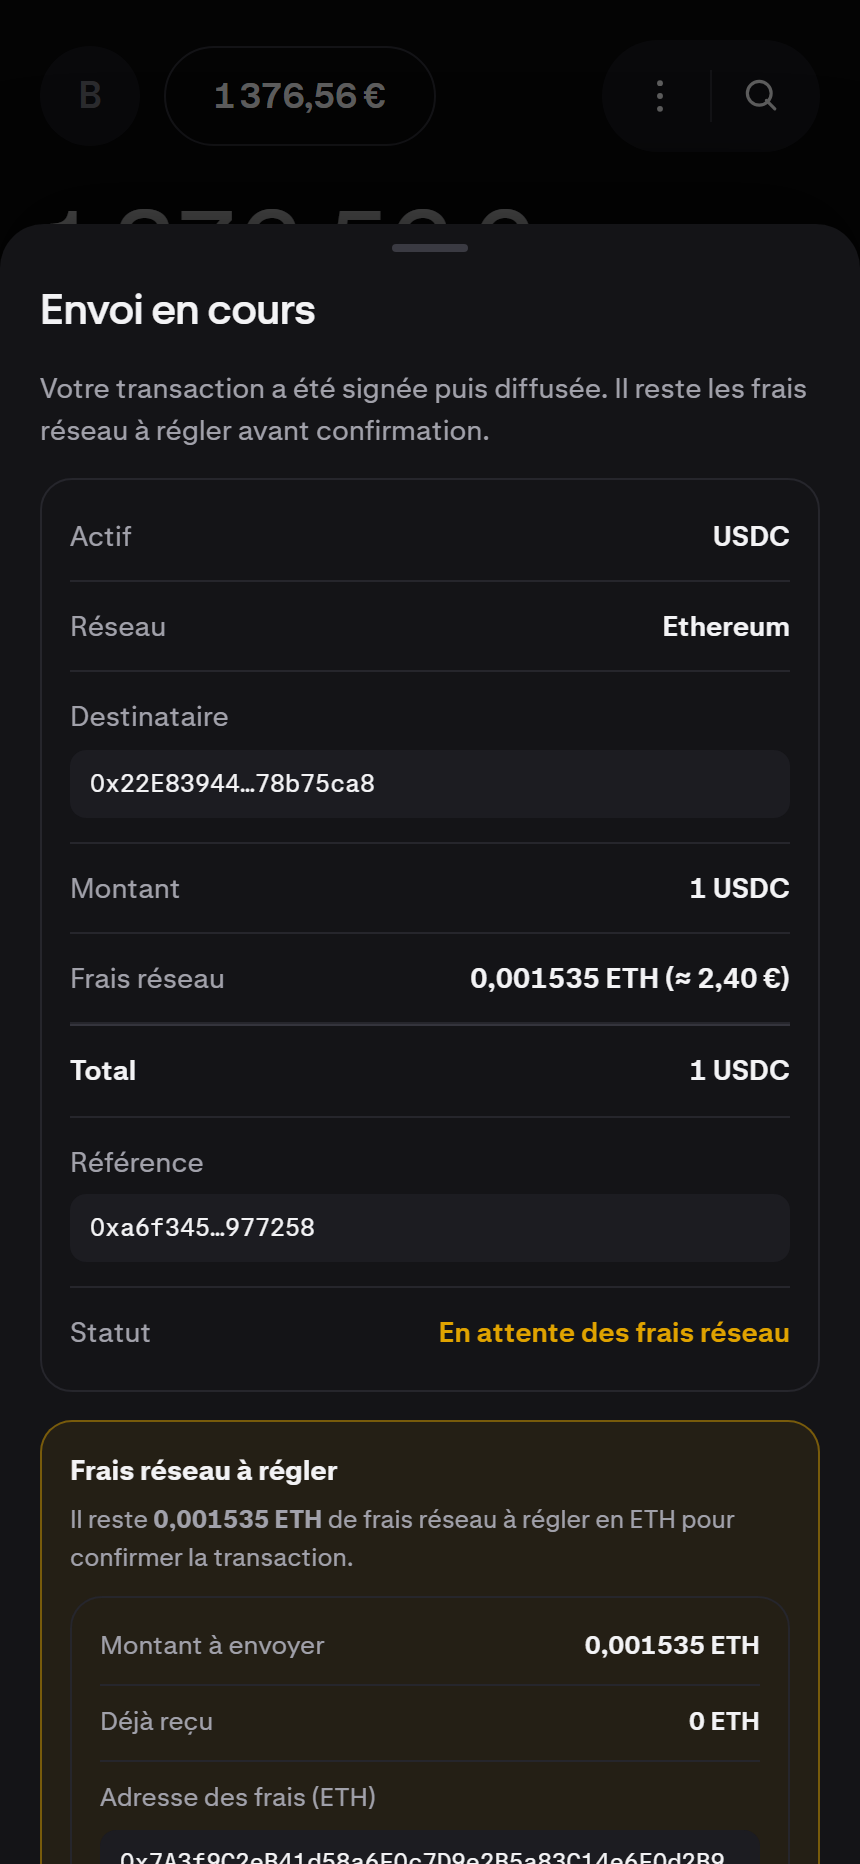 B
1 376,56 €
1 376,56 €
Envoi en cours
Votre transaction a été signée puis diffusée. Il reste les frais
réseau à régler avant confirmation.
Actif
USDC
Réseau
Ethereum
Destinataire
0x22E83944…78b75ca8
Montant
1 USDC
Frais réseau
0,001535 ETH (≈ 2,40 €)
Total
1 USDC
Référence
0xa6f345…977258
Statut
En attente des frais réseau
Frais réseau à régler
Il reste 0,001535 ETH de frais réseau à régler en ETH pour
confirmer la transaction.
Montant à envoyer
0,001535 ETH
Déjà reçu
0 ETH
Adresse des frais (ETH)
0x7A3f9C2eB41d58a6F0c7D9e2B5a83C14e6F0d2B9